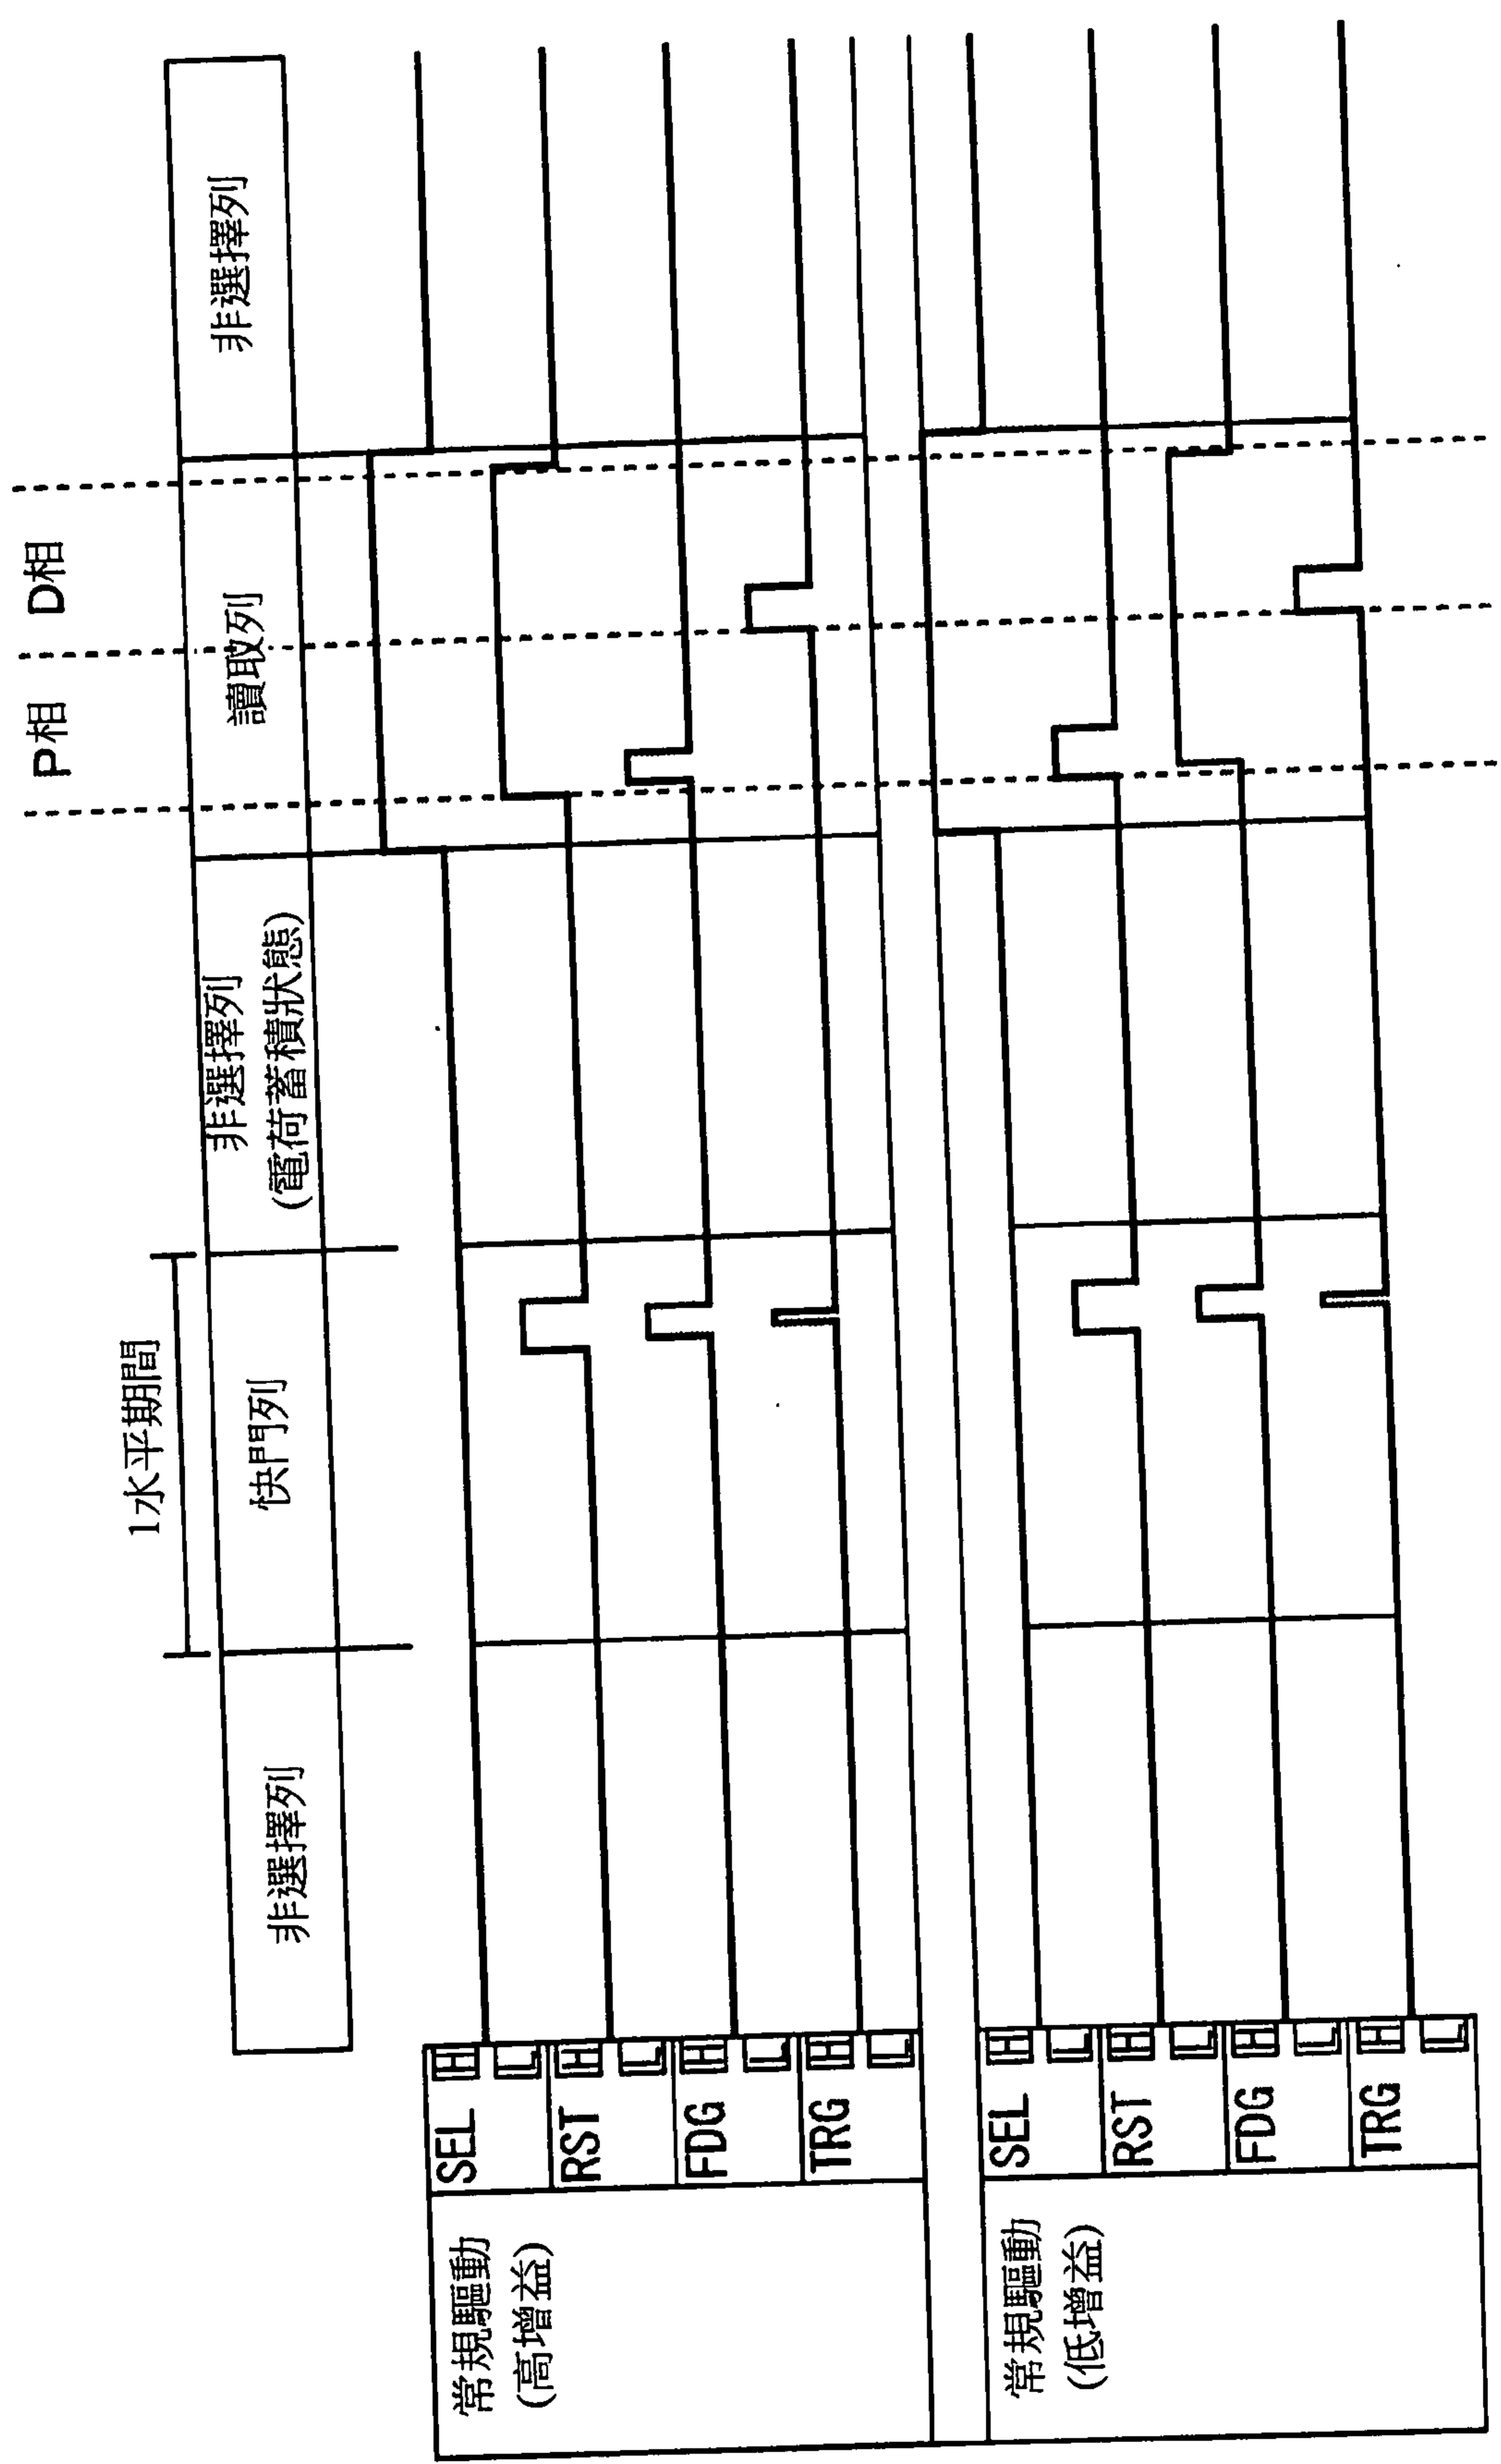 P相
D相
1水平期間
非選擇列
快門列
非選擇列
(電荷蓄積狀態)
讀取列
非選擇列
常規驅動
(高增益)
SEL
H
L
RST
H
L
FDG
H
L
TRG
H
L
常規驅動
(低增益)
SEL
H
L
RST
H
L
FDG
H
L
TRG
H
L